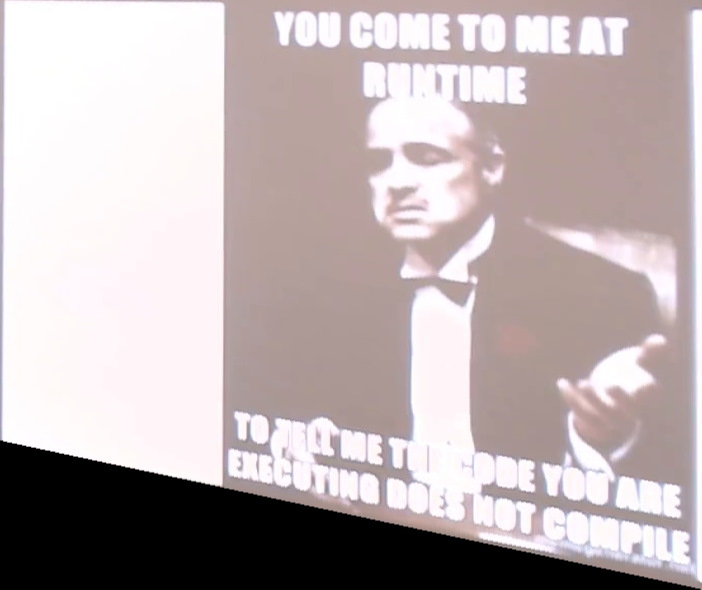 YOU COME TO ME AT
RUNTIME
TO TELL ME THE CODE YOU ARE
EXECUTING DOES NOT COMPILE